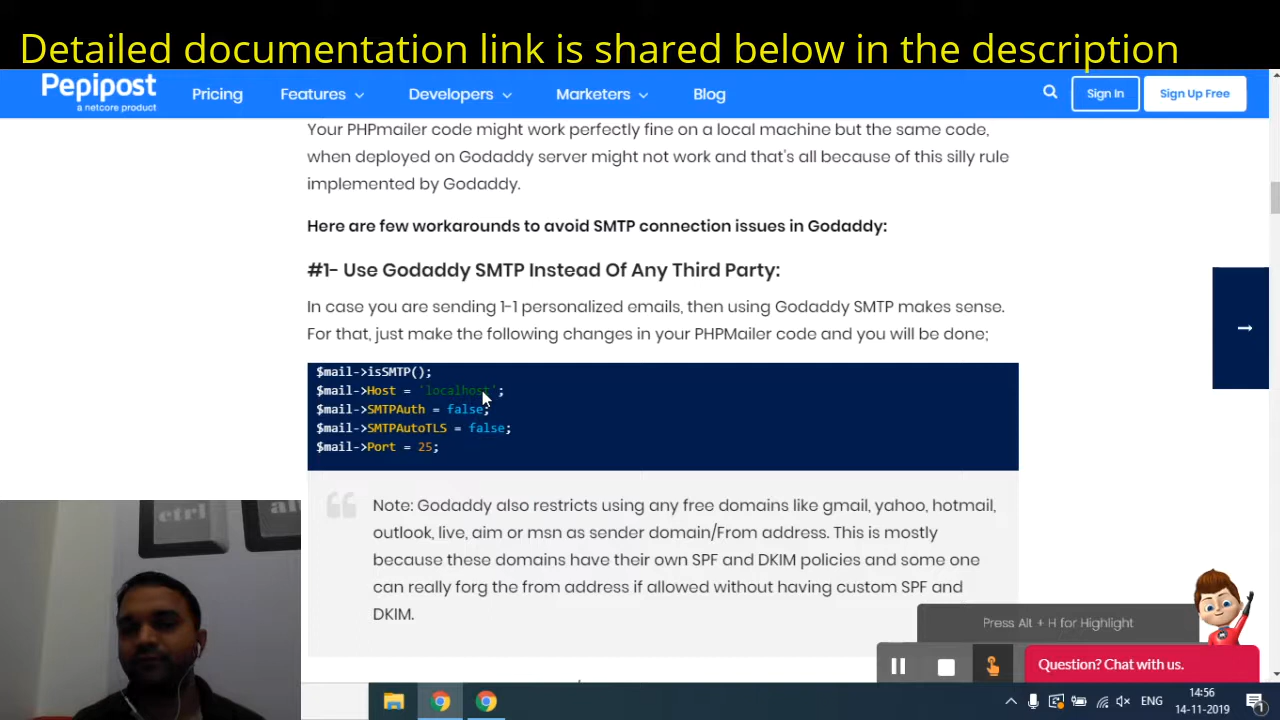 Detailed documentation link is shared below in the description
Pepipost
a netcore product
Pricing
Features
Developers
Marketers
Blog
Sign In
Sign Up Free
Your PHPmailer code might work perfectly fine on a local machine but the same code,
when deployed on Godaddy server might not work and that's all because of this silly rule
implemented by Godaddy.
Here are few workarounds to avoid SMTP connection issues in Godaddy:
#1- Use Godaddy SMTP Instead Of Any Third Party:
In case you are sending 1-1 personalized emails, then using Godaddy SMTP makes sense.
For that, just make the following changes in your PHPMailer code and you will be done;
$mail->isSMTP();
$mail->Host = 'localhost';
$mail->SMTPAuth = false;
$mail->SMTPAutoTLS = false;
$mail->Port = 25;
Note: Godaddy also restricts using any free domains like gmail, yahoo, hotmail,
outlook, live, aim or msn as sender domain/From address. This is mostly
because these domains have their own SPF and DKIM policies and some one
can really forg the from address if allowed without having custom SPF and
DKIM.
ctrl
alt
Press Alt + H for Highlight
Question? Chat with us.
ENG
14:56
14-11-2019
1